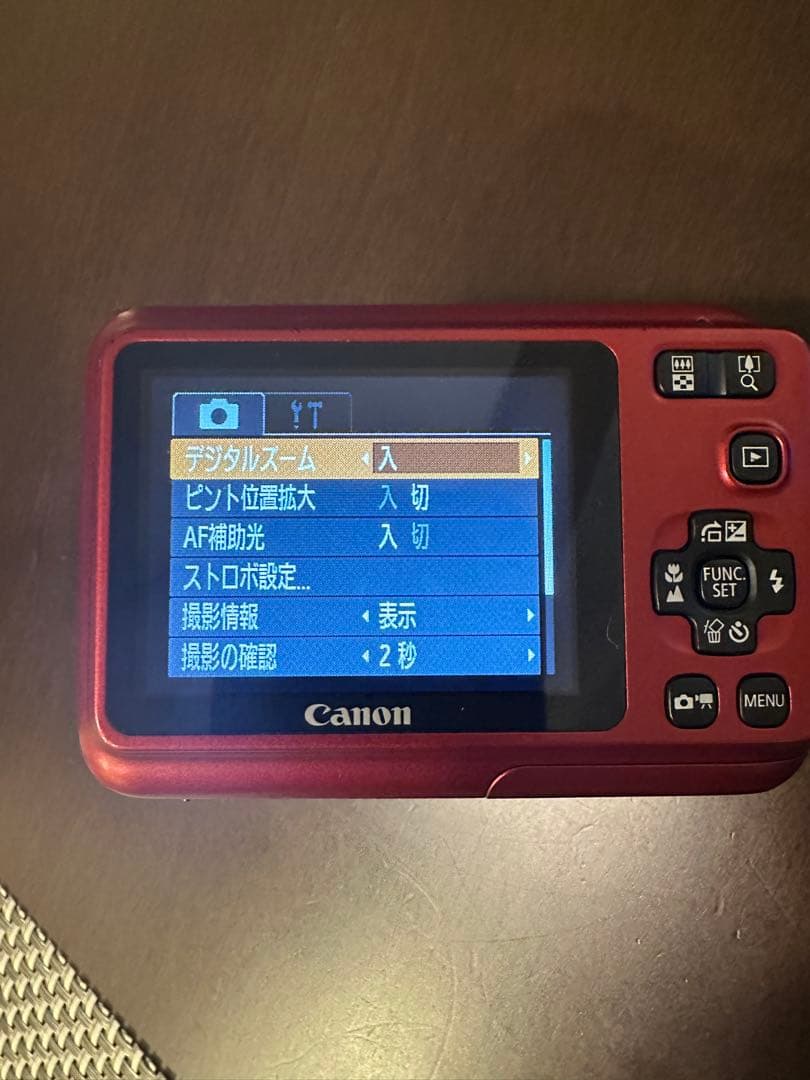 デジタルズーム 入
ピント位置拡大 入 切
AF補助光 入 切
ストロボ設定...
撮影情報 表示
撮影の確認 2秒
Canon
FUNC.
SET
MENU